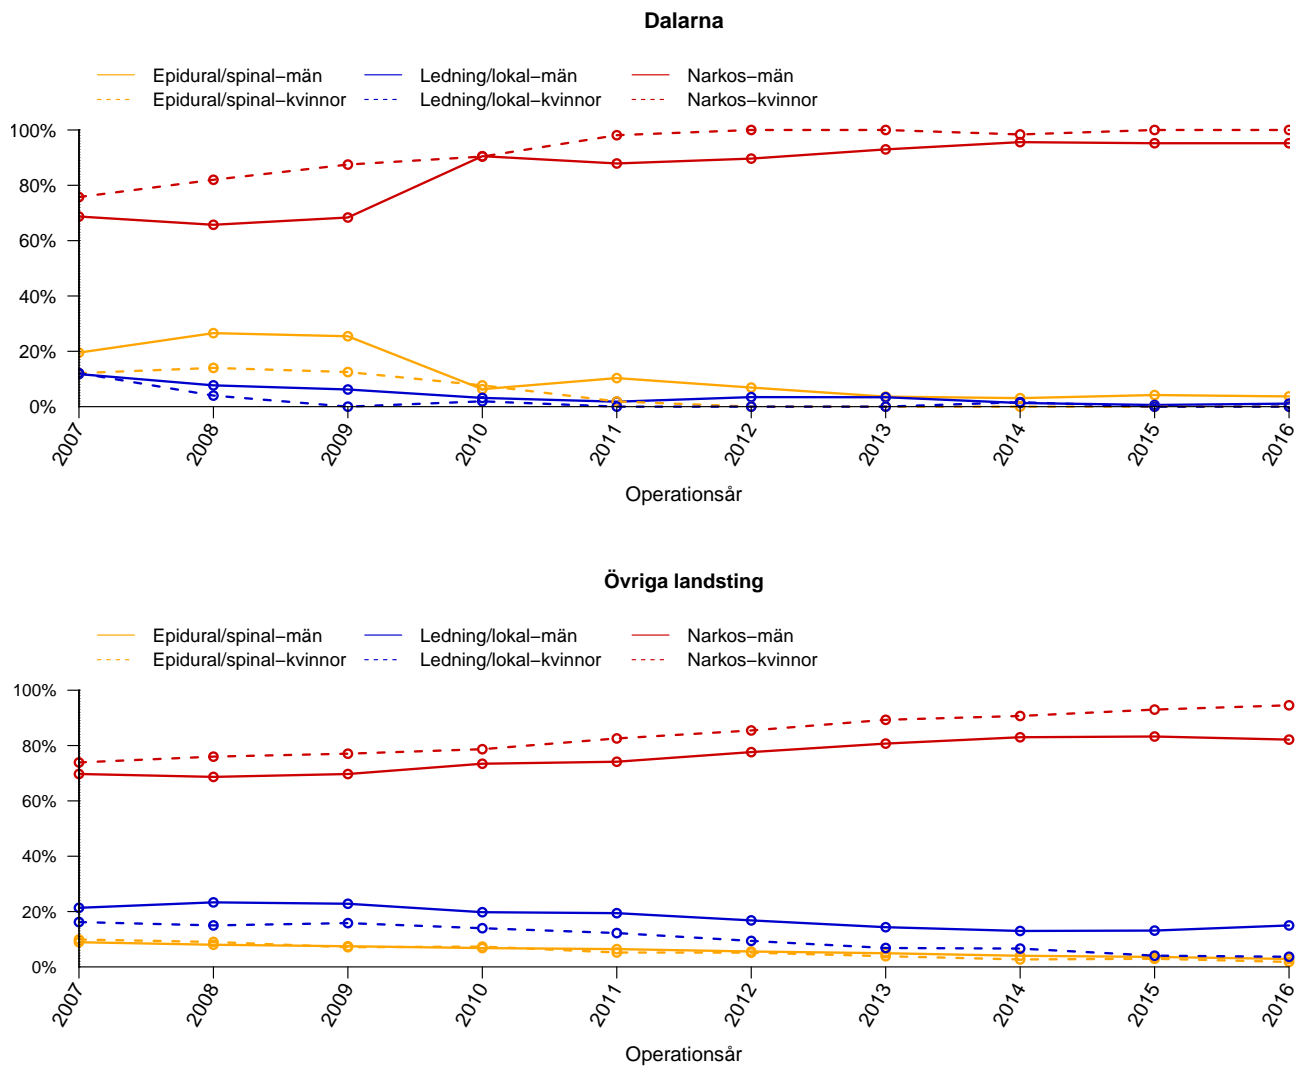 Dalarna
Epidural/spinal−män Ledning/lokal−män Narkos−män
Epidural/spinal−kvinnor Ledning/lokal−kvinnor Narkos−kvinnor
100%
80%
60%
40%
20%
0%
2007 2008 2009 2010 2011 2012 2013 2014 2015 2016
Operationsår
Övriga landsting
Epidural/spinal−män Ledning/lokal−män Narkos−män
Epidural/spinal−kvinnor Ledning/lokal−kvinnor Narkos−kvinnor
100%
80%
60%
40%
20%
0%
2007 2008 2009 2010 2011 2012 2013 2014 2015 2016
Operationsår